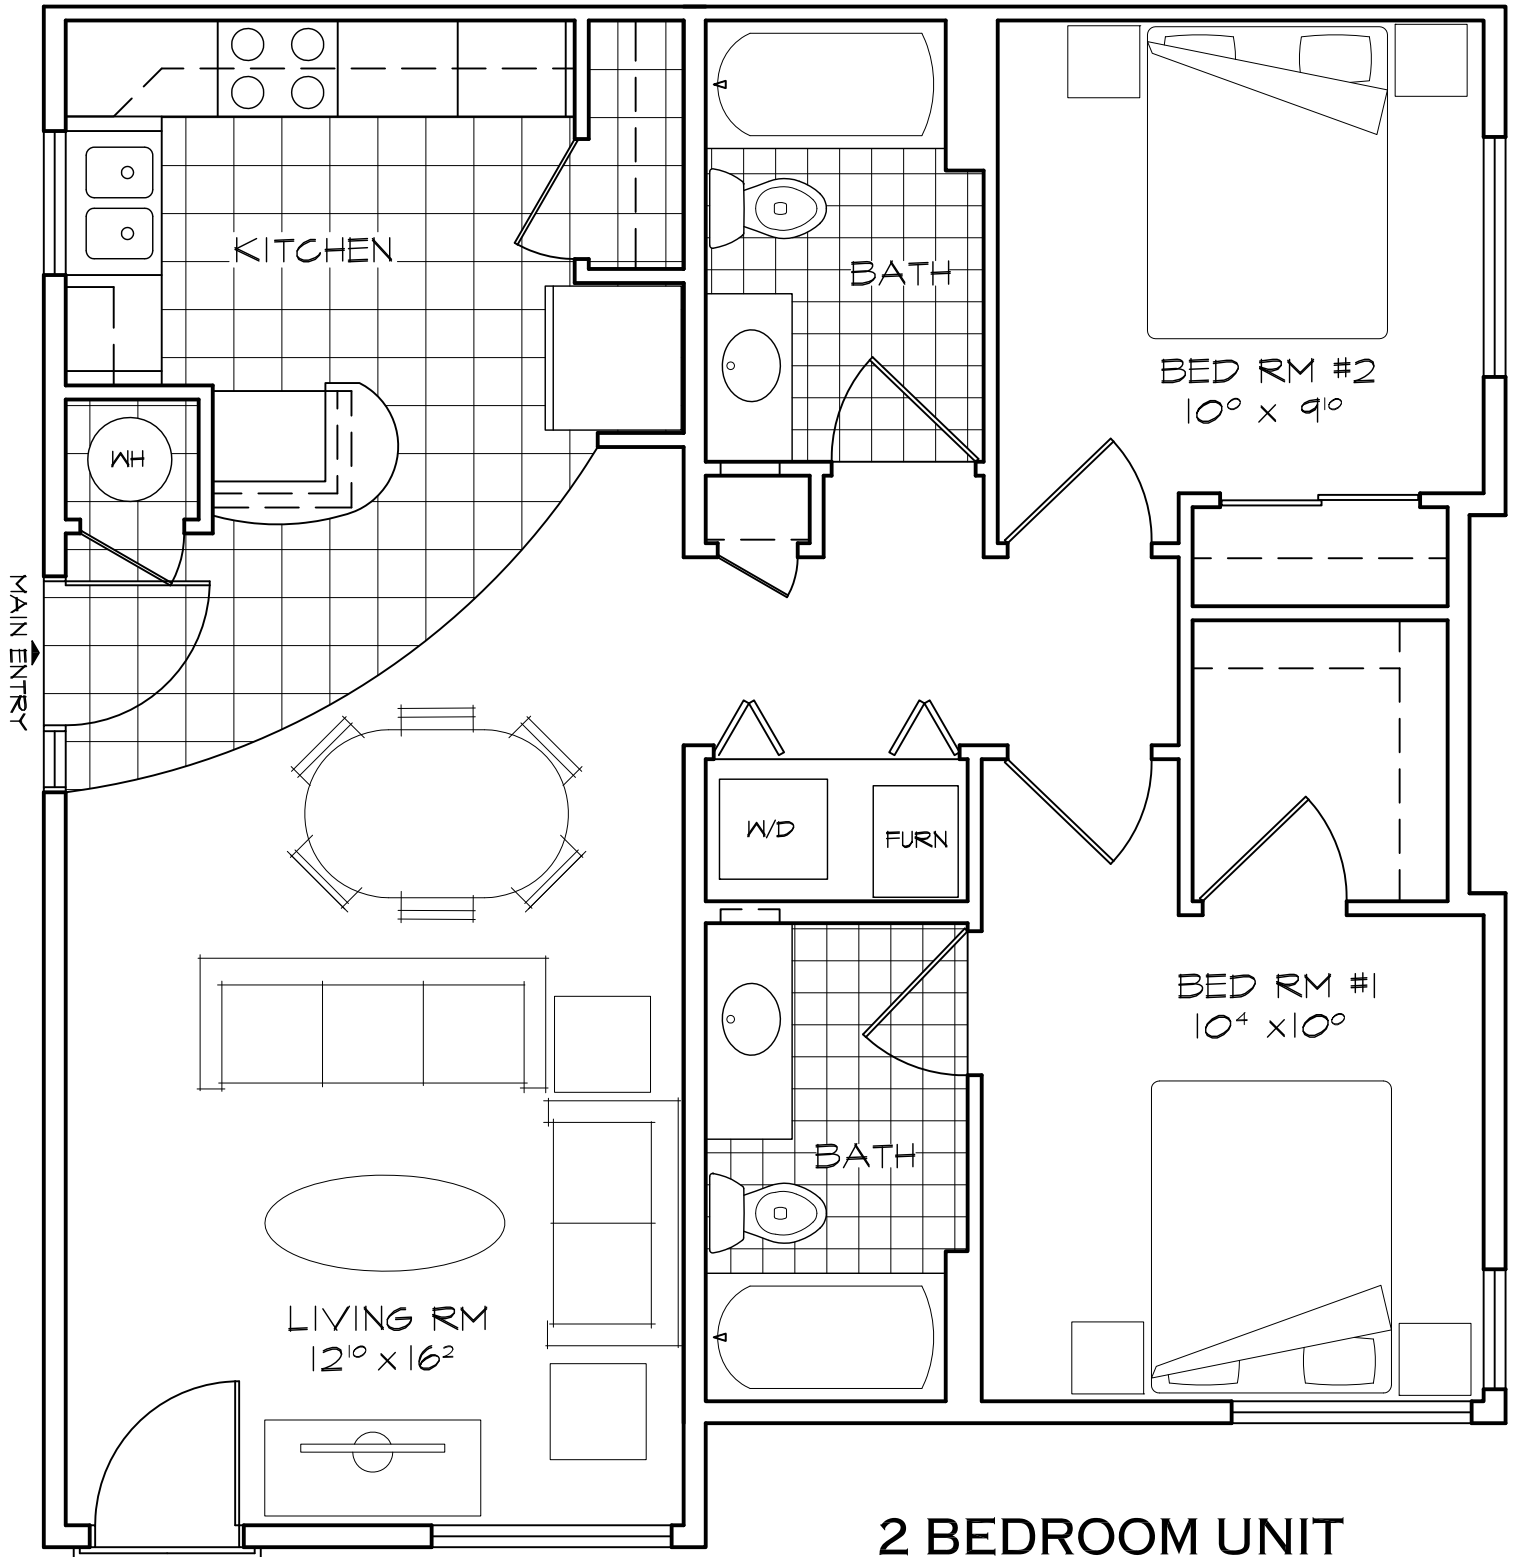 KITCHEN
BATH
BED RM #2
10⁰ x 9¹⁰
WH
MAIN ENTRY
W/D
FURN
BED RM #1
10⁴ x10⁰
BATH
LIVING RM
12¹⁰ x 16²
2 BEDROOM UNIT